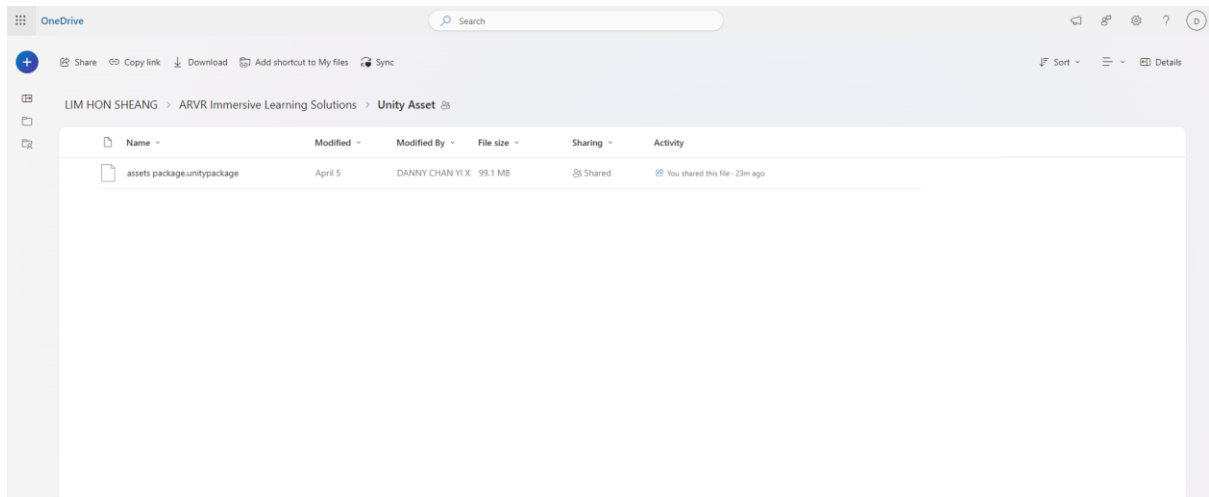 OneDrive Search ? D
Share Copy link Download Add shortcut to My files Sync Sort Details
LIM HON SHEANG > ARVR Immersive Learning Solutions > Unity Asset
Name Modified Modified By File size Sharing Activity
assets package.unitypackage April 5 DANNY CHAN YI X 99.1 MB Shared You shared this file · 23m ago